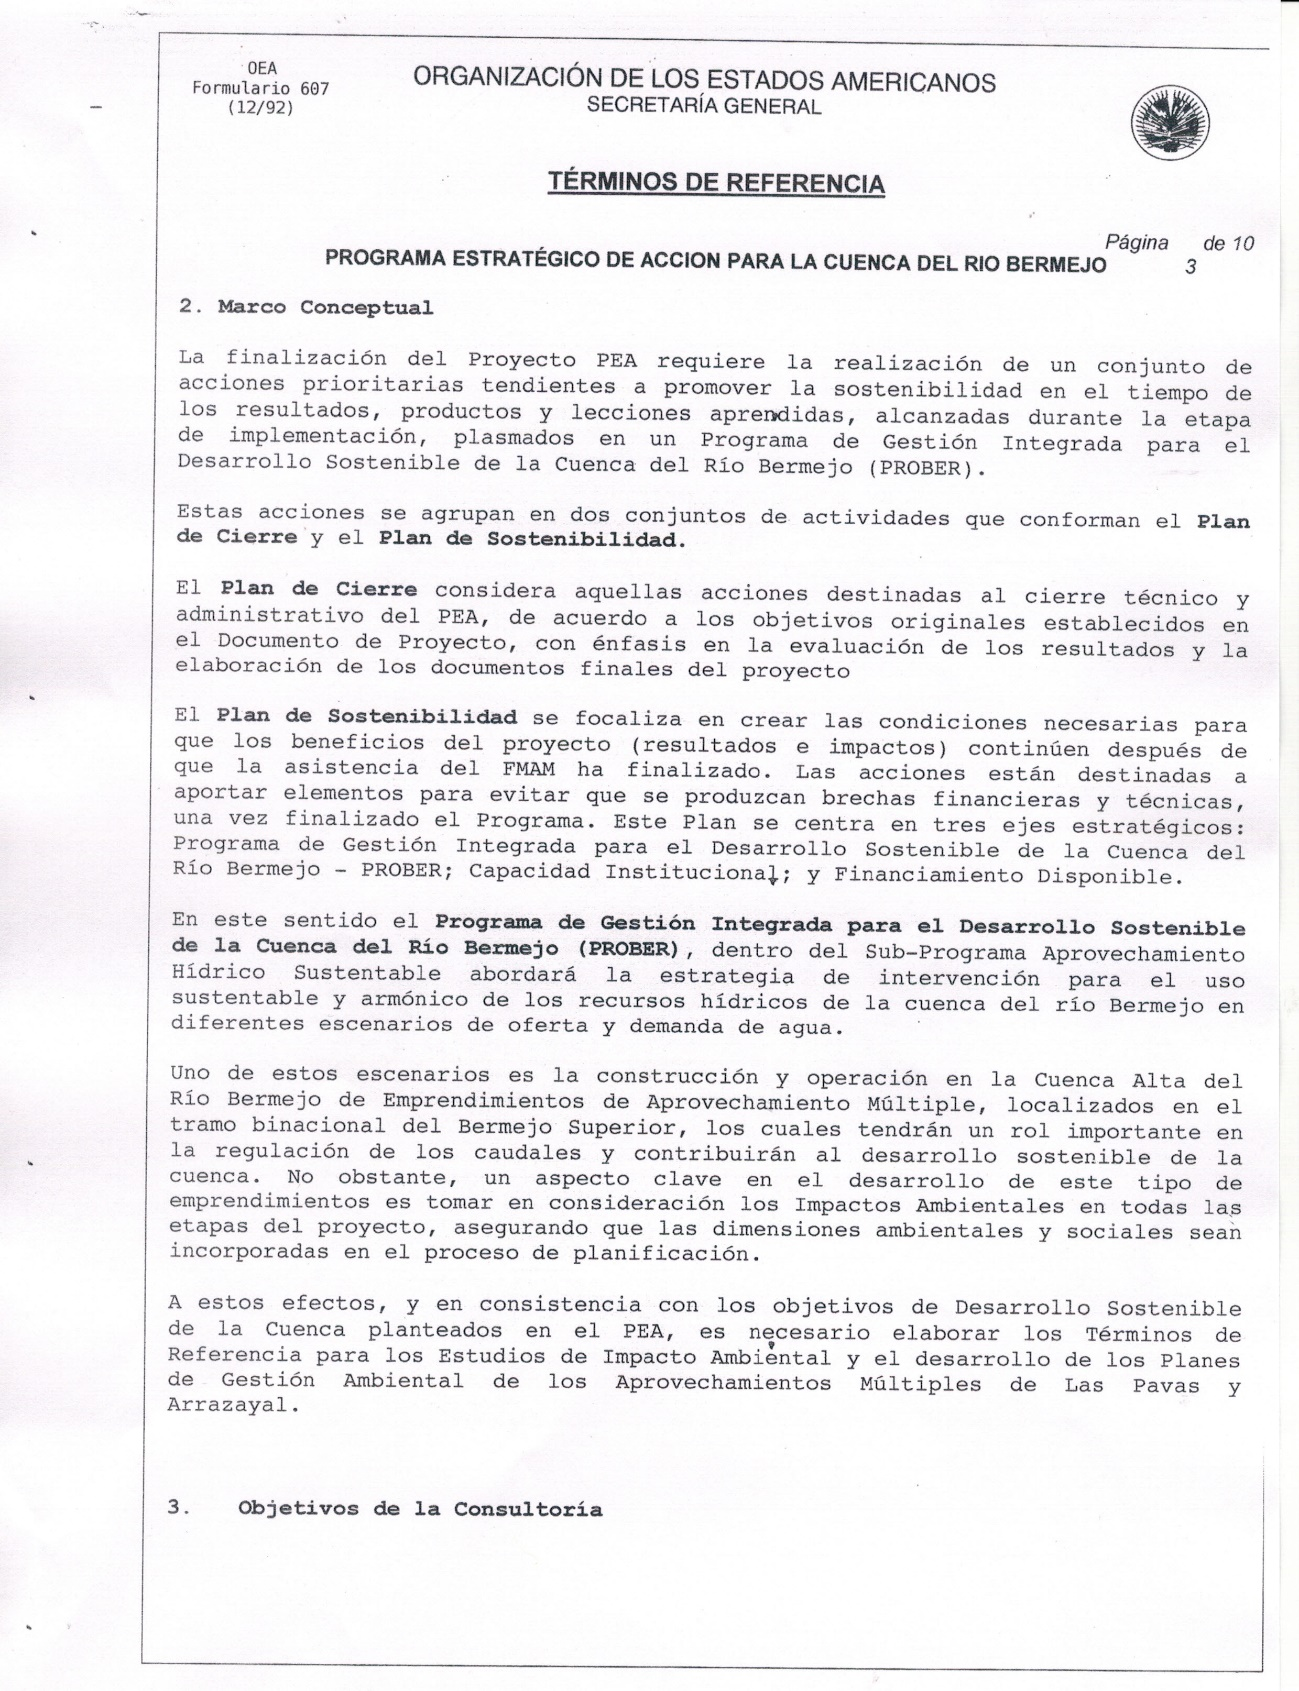 OEA
Formulario 607
(12/92)
ORGANIZACIÓN DE LOS ESTADOS AMERICANOS
SECRETARÍA GENERAL
TÉRMINOS DE REFERENCIA
Página de 10
PROGRAMA ESTRATÉGICO DE ACCION PARA LA CUENCA DEL RIO BERMEJO 3
2. Marco Conceptual
La finalización del Proyecto PEA requiere la realización de un conjunto de
acciones prioritarias tendientes a promover la sostenibilidad en el tiempo de
los resultados, productos y lecciones aprendidas, alcanzadas durante la etapa
de implementación, plasmados en un Programa de Gestión Integrada para el
Desarrollo Sostenible de la Cuenca del Río Bermejo (PROBER).
Estas acciones se agrupan en dos conjuntos de actividades que conforman el Plan
de Cierre y el Plan de Sostenibilidad.
El Plan de Cierre considera aquellas acciones destinadas al cierre técnico y
administrativo del PEA, de acuerdo a los objetivos originales establecidos en
el Documento de Proyecto, con énfasis en la evaluación de los resultados y la
elaboración de los documentos finales del proyecto
El Plan de Sostenibilidad se focaliza en crear las condiciones necesarias para
que los beneficios del proyecto (resultados e impactos) continúen después de
que la asistencia del FMAM ha finalizado. Las acciones están destinadas a
aportar elementos para evitar que se produzcan brechas financieras y técnicas,
una vez finalizado el Programa. Este Plan se centra en tres ejes estratégicos:
Programa de Gestión Integrada para el Desarrollo Sostenible de la Cuenca del
Río Bermejo – PROBER; Capacidad Institucional; y Financiamiento Disponible.
En este sentido el Programa de Gestión Integrada para el Desarrollo Sostenible
de la Cuenca del Río Bermejo (PROBER), dentro del Sub-Programa Aprovechamiento
Hídrico Sustentable abordará la estrategia de intervención para el uso
sustentable y armónico de los recursos hídricos de la cuenca del río Bermejo en
diferentes escenarios de oferta y demanda de agua.
Uno de estos escenarios es la construcción y operación en la Cuenca Alta del
Río Bermejo de Emprendimientos de Aprovechamiento Múltiple, localizados en el
tramo binacional del Bermejo Superior, los cuales tendrán un rol importante en
la regulación de los caudales y contribuirán al desarrollo sostenible de la
cuenca. No obstante, un aspecto clave en el desarrollo de este tipo de
emprendimientos es tomar en consideración los Impactos Ambientales en todas las
etapas del proyecto, asegurando que las dimensiones ambientales y sociales sean
incorporadas en el proceso de planificación.
A estos efectos, y en consistencia con los objetivos de Desarrollo Sostenible
de la Cuenca planteados en el PEA, es necesario elaborar los Términos de
Referencia para los Estudios de Impacto Ambiental y el desarrollo de los Planes
de Gestión Ambiental de los Aprovechamientos Múltiples de Las Pavas y
Arrazayal.
3. Objetivos de la Consultoría